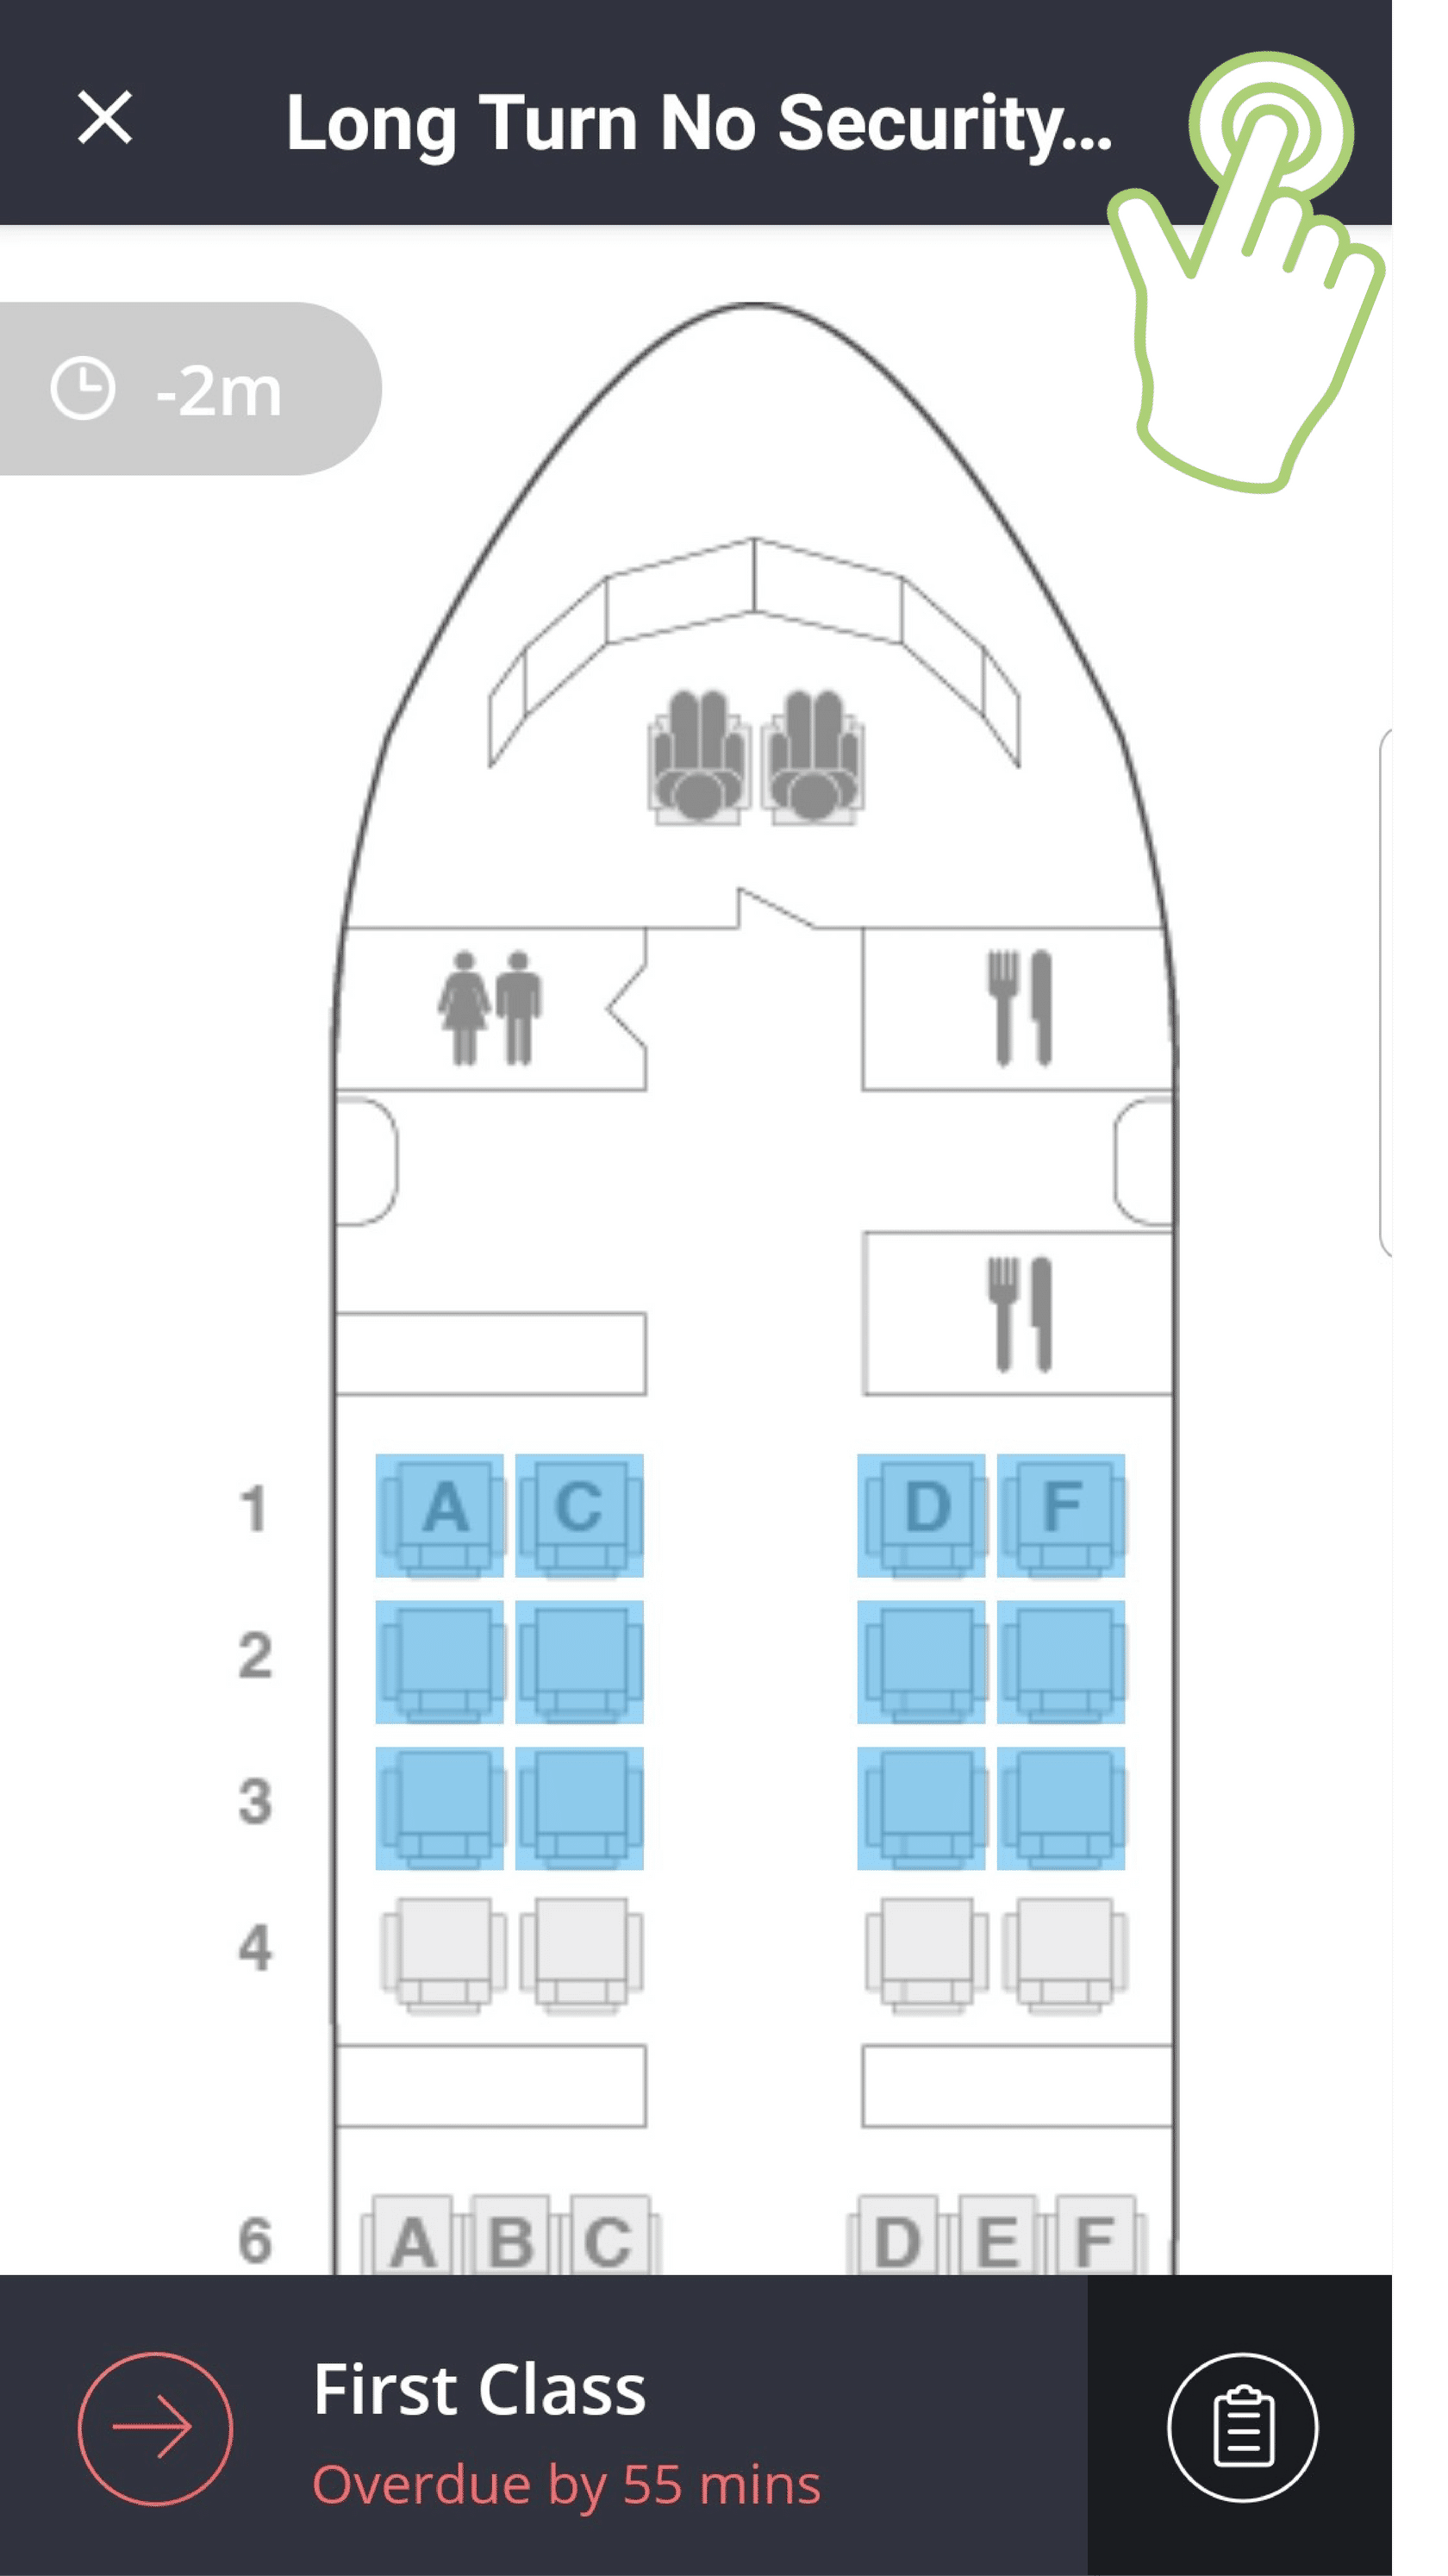 Long Turn No Security...
-2m
1 A C D F
2
3
4
6 A B C D E F
First Class
Overdue by 55 mins